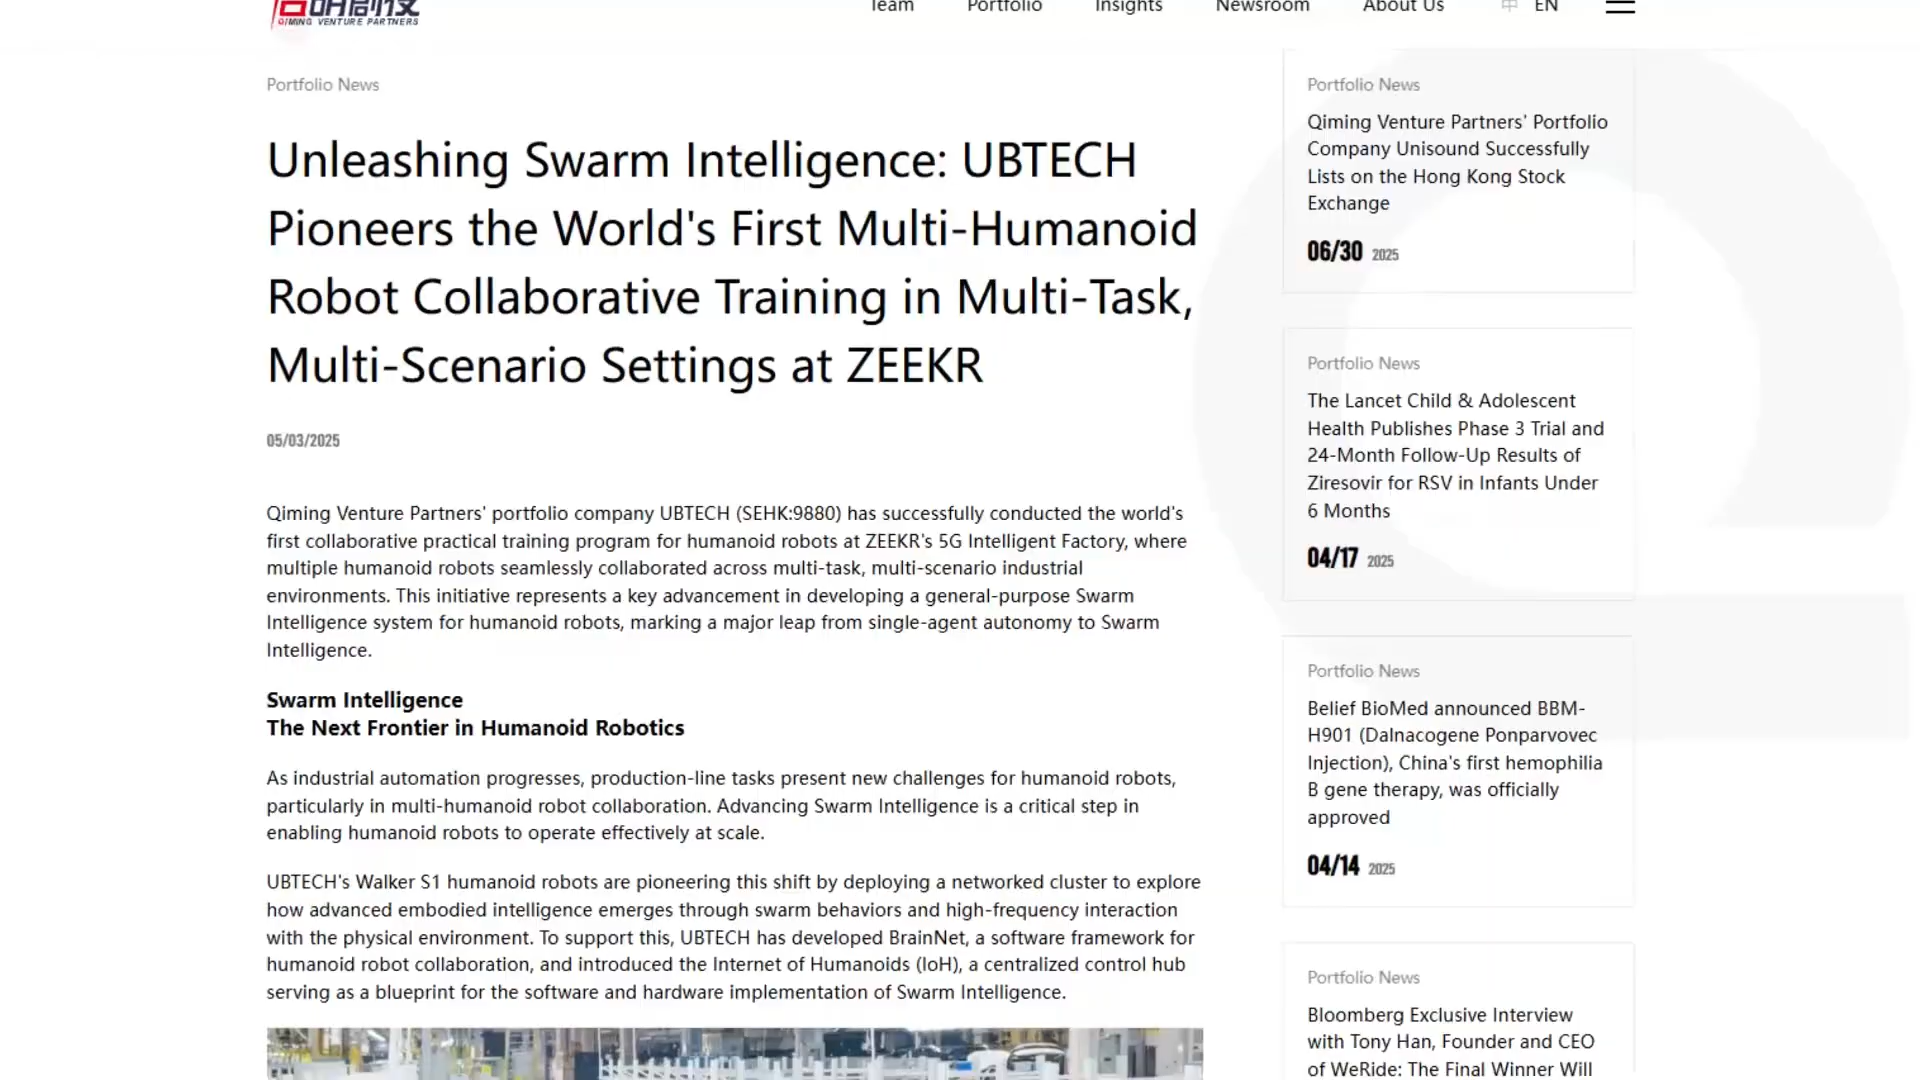 启明创投
QIMING VENTURE PARTNERS
Team
Portfolio
Insights
Newsroom
About Us
中
EN
Portfolio News
Unleashing Swarm Intelligence: UBTECH
Pioneers the World's First Multi-Humanoid
Robot Collaborative Training in Multi-Task,
Multi-Scenario Settings at ZEEKR
05/03/2025
Qiming Venture Partners' portfolio company UBTECH (SEHK:9880) has successfully conducted the world's
first collaborative practical training program for humanoid robots at ZEEKR's 5G Intelligent Factory, where
multiple humanoid robots seamlessly collaborated across multi-task, multi-scenario industrial
environments. This initiative represents a key advancement in developing a general-purpose Swarm
Intelligence system for humanoid robots, marking a major leap from single-agent autonomy to Swarm
Intelligence.
Swarm Intelligence
The Next Frontier in Humanoid Robotics
As industrial automation progresses, production-line tasks present new challenges for humanoid robots,
particularly in multi-humanoid robot collaboration. Advancing Swarm Intelligence is a critical step in
enabling humanoid robots to operate effectively at scale.
UBTECH's Walker S1 humanoid robots are pioneering this shift by deploying a networked cluster to explore
how advanced embodied intelligence emerges through swarm behaviors and high-frequency interaction
with the physical environment. To support this, UBTECH has developed BrainNet, a software framework for
humanoid robot collaboration, and introduced the Internet of Humanoids (IoH), a centralized control hub
serving as a blueprint for the software and hardware implementation of Swarm Intelligence.
Portfolio News
Qiming Venture Partners' Portfolio
Company Unisound Successfully
Lists on the Hong Kong Stock
Exchange
06/30 2025
Portfolio News
The Lancet Child & Adolescent
Health Publishes Phase 3 Trial and
24-Month Follow-Up Results of
Ziresovir for RSV in Infants Under
6 Months
04/17 2025
Portfolio News
Belief BioMed announced BBM-
H901 (Dalnacogene Ponparvovec
Injection), China's first hemophilia
B gene therapy, was officially
approved
04/14 2025
Portfolio News
Bloomberg Exclusive Interview
with Tony Han, Founder and CEO
of WeRide: The Final Winner Will